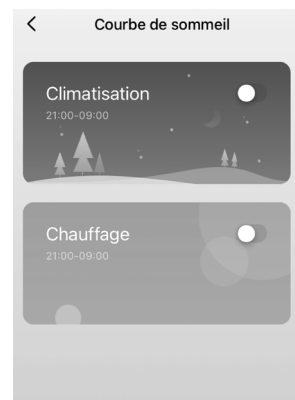 Courbe de sommeil
Climatisation
21:00-09:00
Chauffage
21:00-09:00